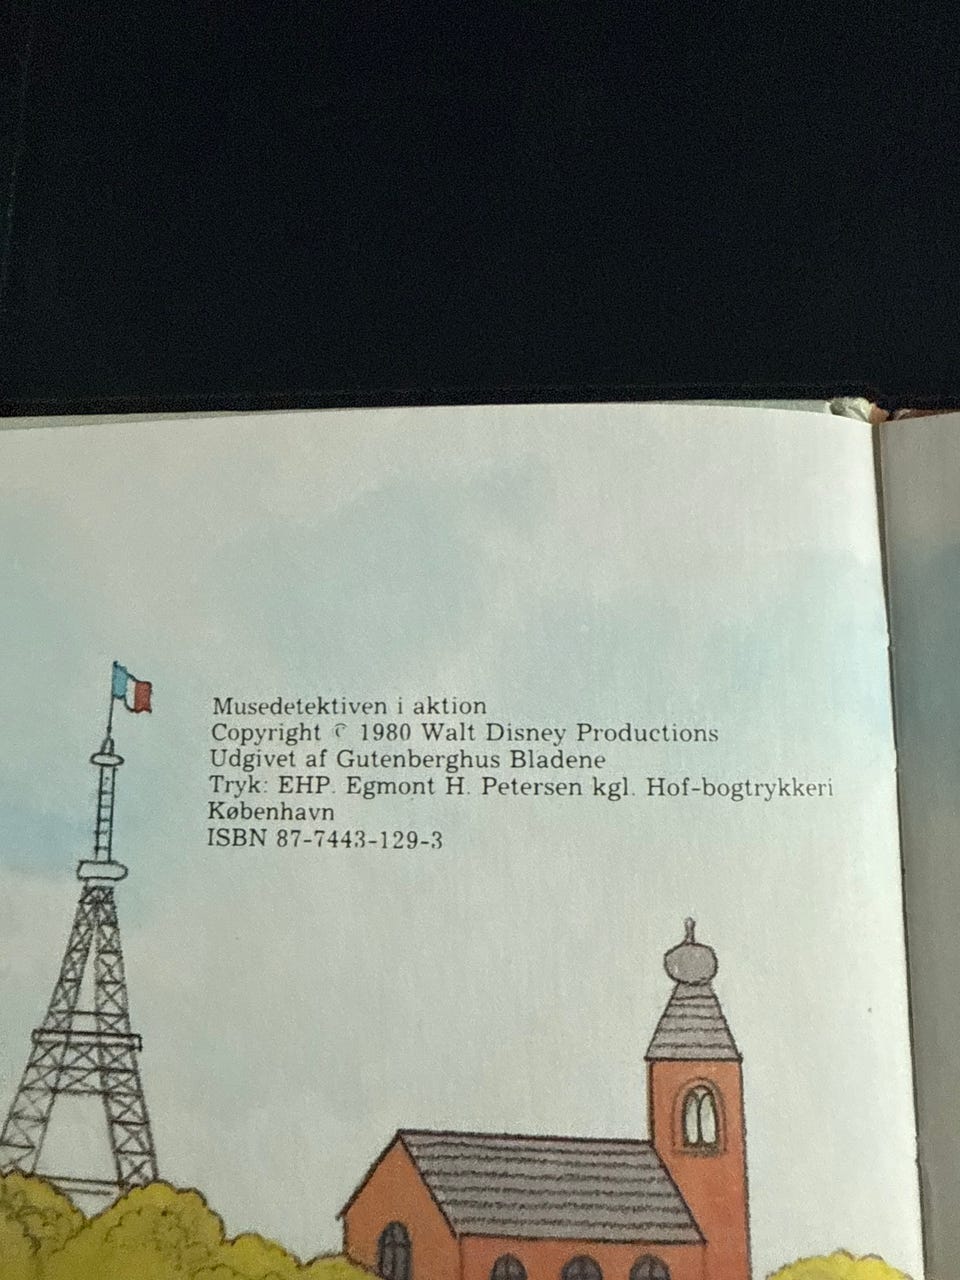 Musedetektiven i aktion
Copyright © 1980 Walt Disney Productions
Udgivet af Gutenberghus Bladene
Tryk: EHP. Egmont H. Petersen kgl. Hof-bogtrykkeri
København
ISBN 87-7443-129-3